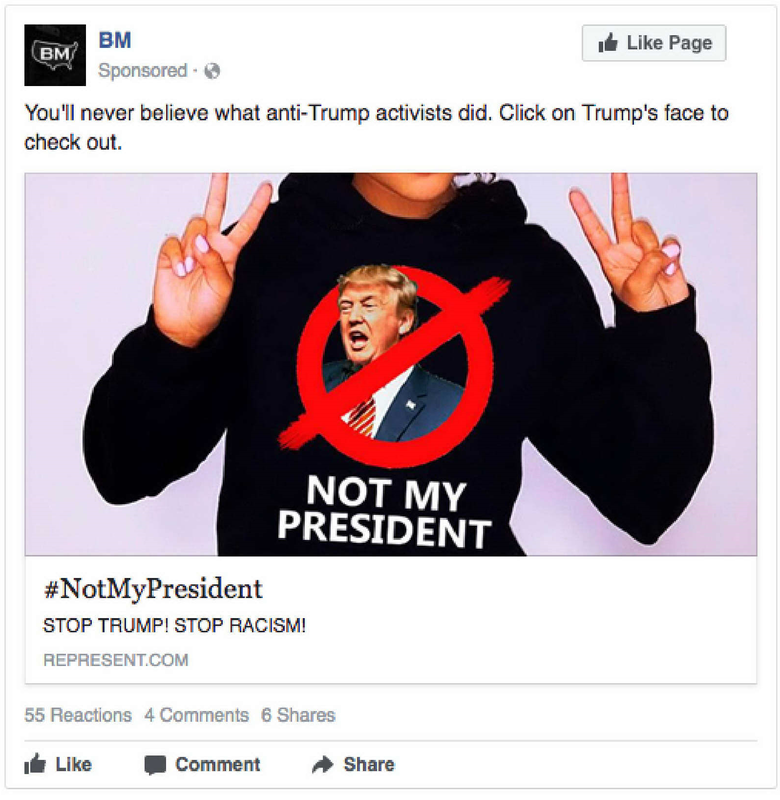 BM
BM
Like Page
Sponsored ·
You'll never believe what anti-Trump activists did. Click on Trump's face to
check out.
NOT MY
PRESIDENT
#NotMyPresident
STOP TRUMP! STOP RACISM!
REPRESENT.COM
55 Reactions 4 Comments 6 Shares
Like Comment Share